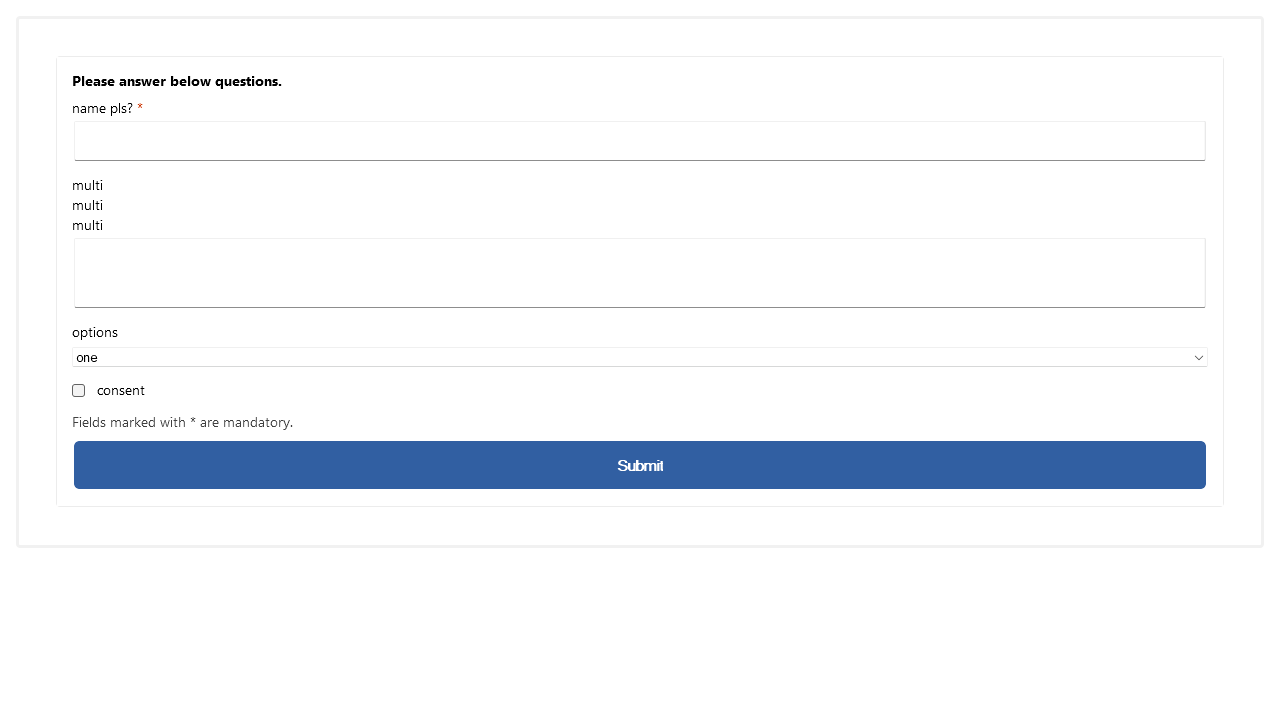 Please answer below questions.
name pls? *
multi
multi
multi
options
one
consent
Fields marked with * are mandatory.
Submit